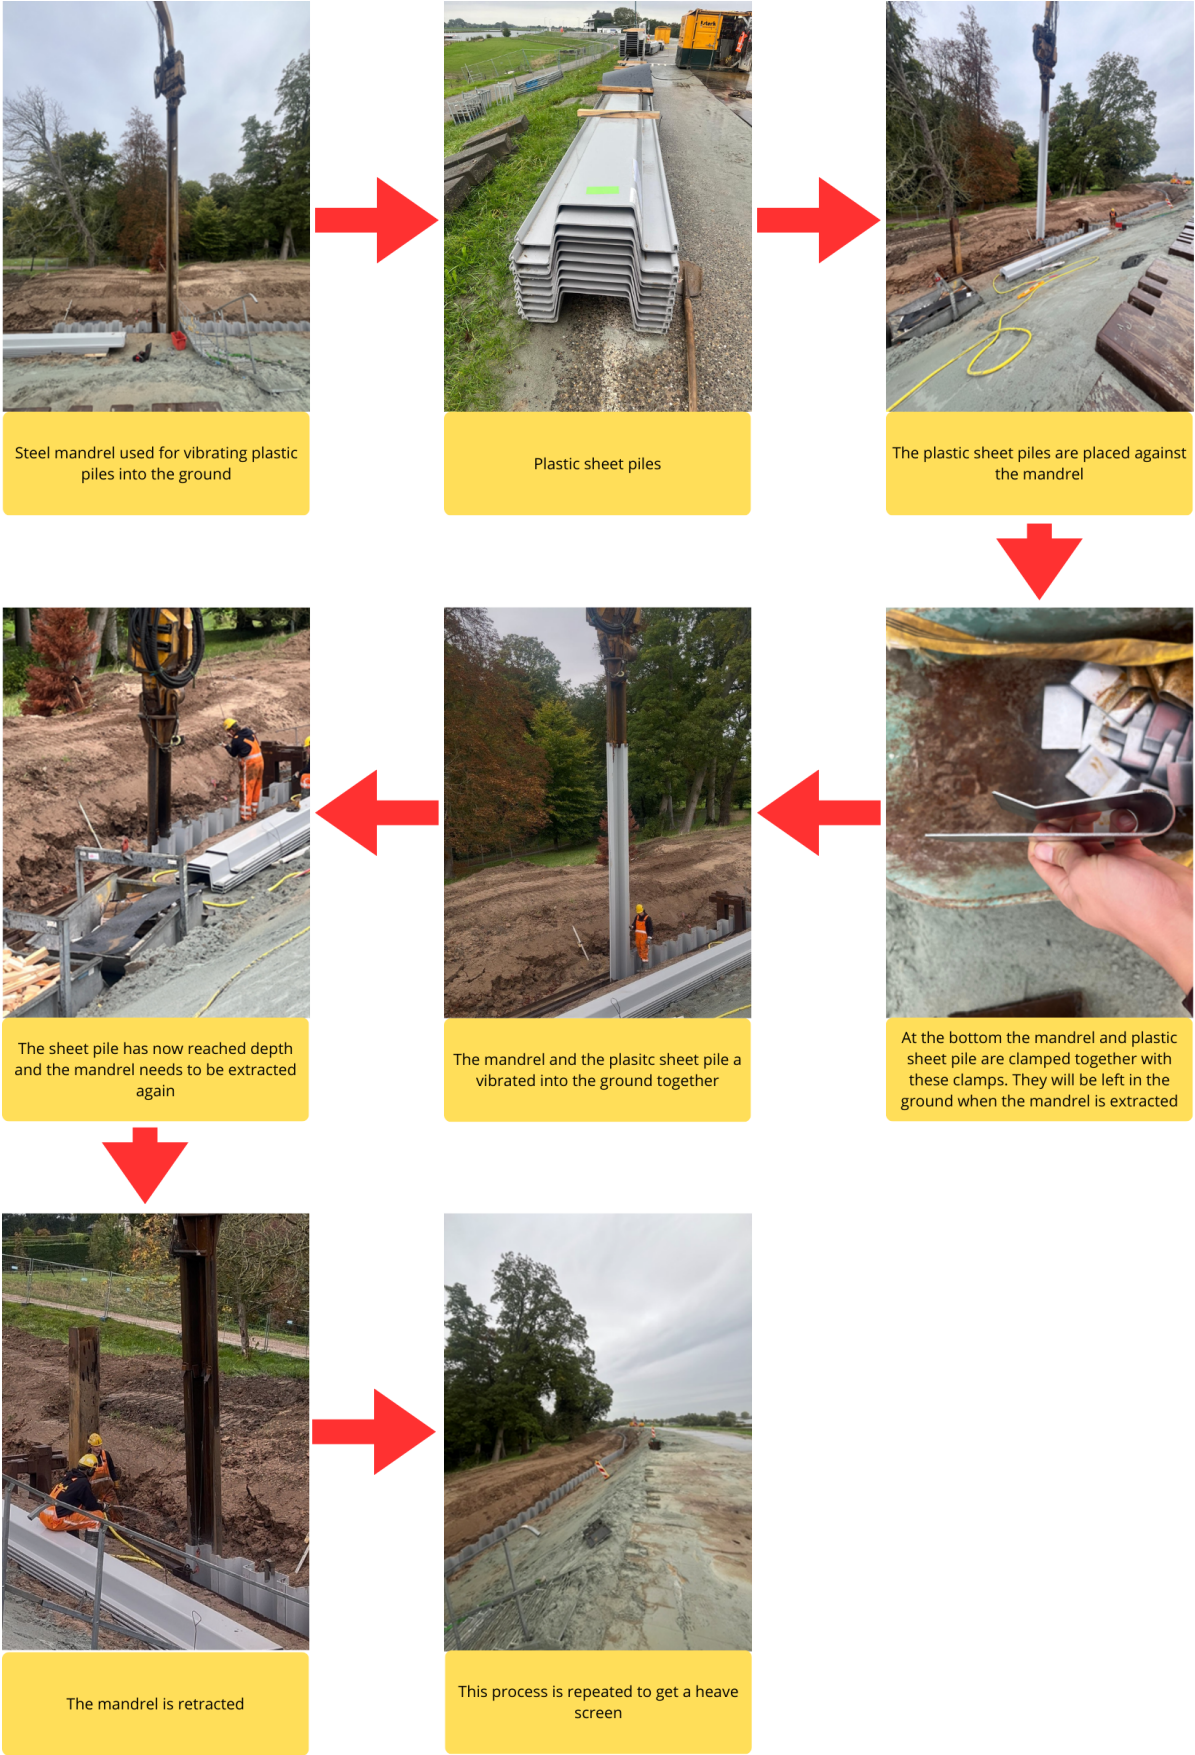 Steel mandrel used for vibrating plastic
piles into the ground
Plastic sheet piles
The plastic sheet piles are placed against
the mandrel
At the bottom the mandrel and plastic
sheet pile are clamped together with
these clamps. They will be left in the
ground when the mandrel is extracted
The mandrel and the plasitc sheet pile a
vibrated into the ground together
The sheet pile has now reached depth
and the mandrel needs to be extracted
again
The mandrel is retracted
This process is repeated to get a heave
screen